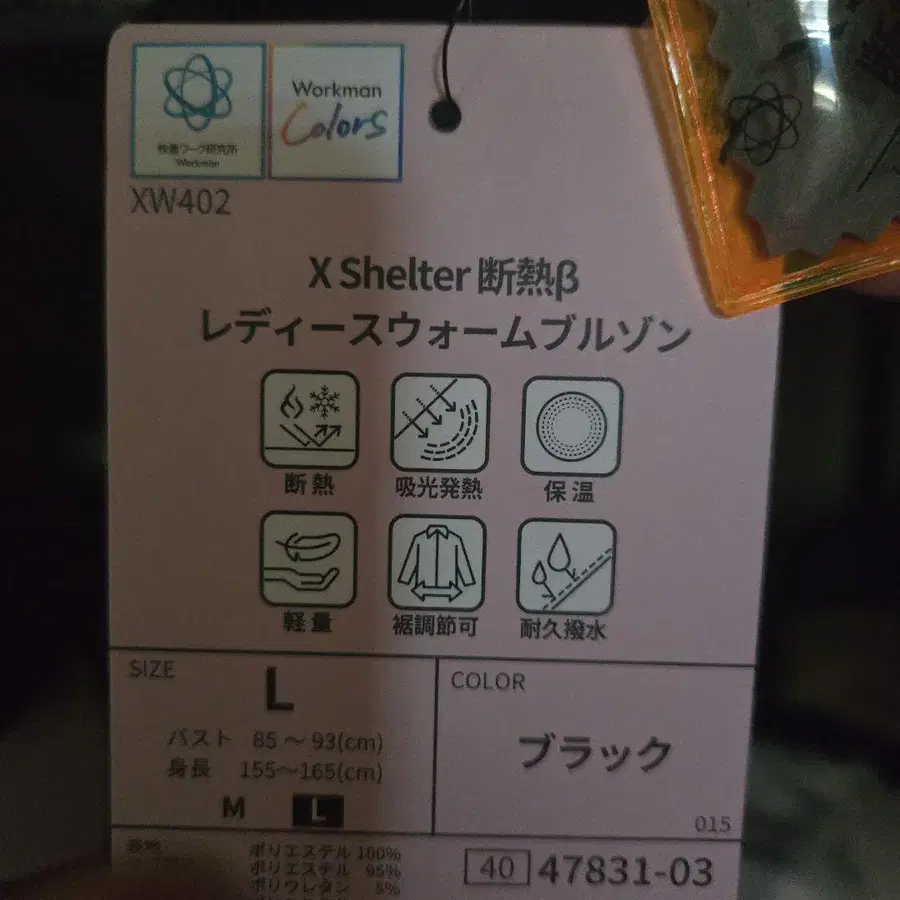 快適ワーク研究所
Workman
Workman
Colors
XW402
X Shelter 断熱β
レディースウォームブルゾン
断熱
吸光発熱
保温
軽量
裾調節可
耐久撥水
SIZE
L
バスト 85～93(cm)
身長 155～165(cm)
M L
COLOR
ブラック
015
表地
ポリエステル 100%
ポリエステル 95%
ポリウレタン 5%
40 47831-03